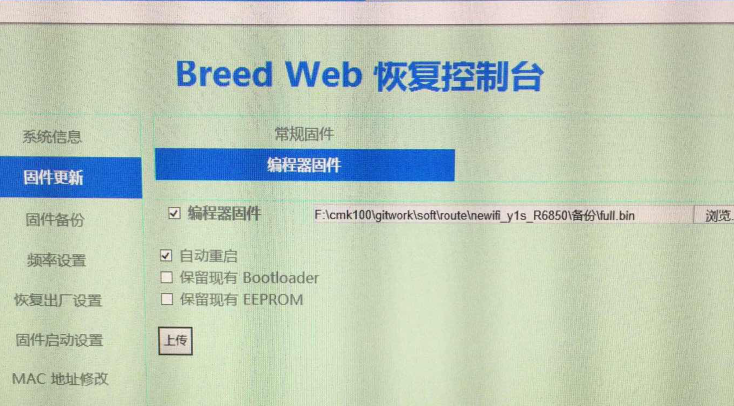 Breed Web 恢复控制台
系统信息
固件更新
固件备份
频率设置
恢复出厂设置
固件启动设置
MAC 地址修改
常规固件
编程器固件
编程器固件 F:\cmk100\gitwork\soft\route\newifi_y1s_R6850\备份\full.bin 浏览.
自动重启
保留现有 Bootloader
保留现有 EEPROM
上传